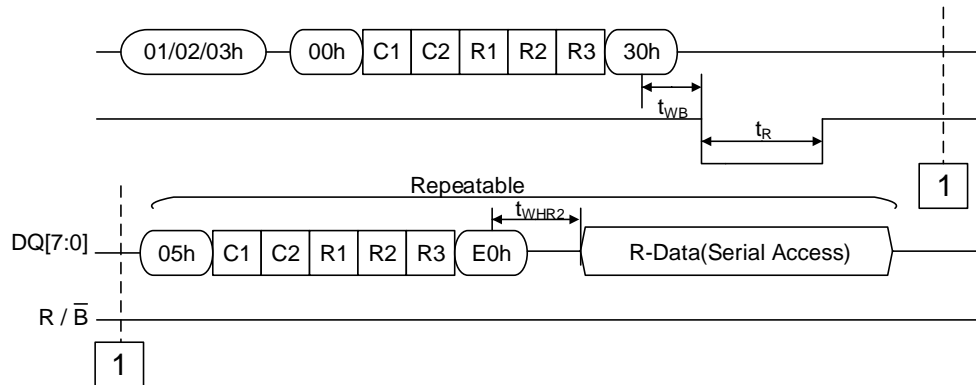 01/02/03h 00h C1 C2 R1 R2 R3 30h
tWB
tR
1
Repeatable
tWHR2
DQ[7:0] 05h C1 C2 R1 R2 R3 E0h R-Data(Serial Access)
R / B̅
1